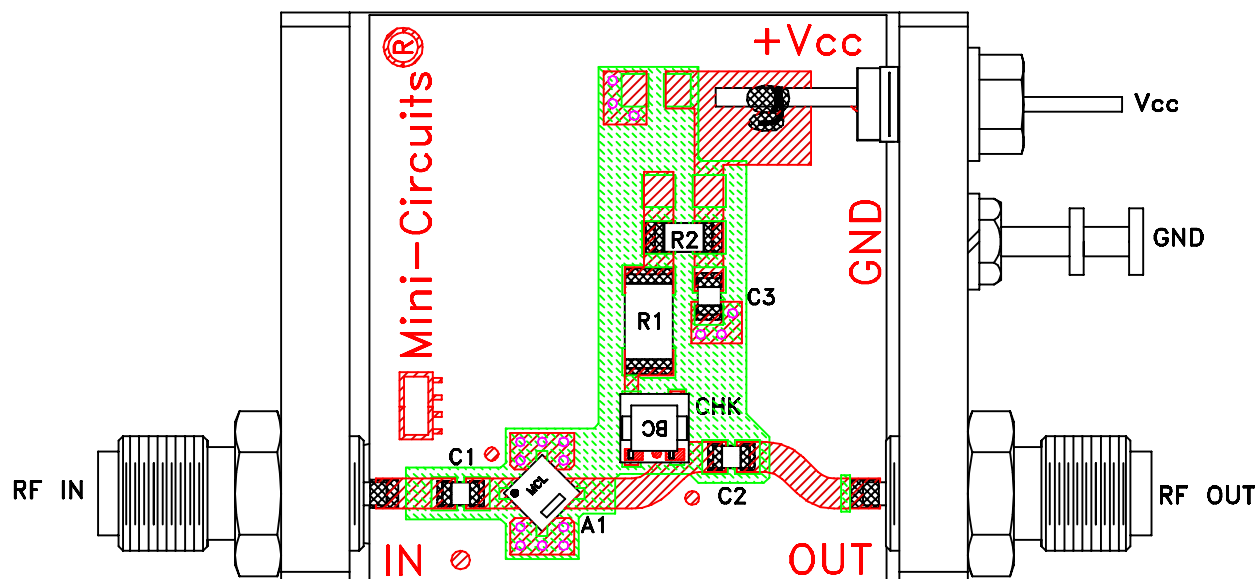 ®
Mini-Circuits
+Vcc
Vcc
GND
GND
R2
C3
R1
CHK
BC
C1
MCL
C2
A1
RF IN
RF OUT
IN
OUT